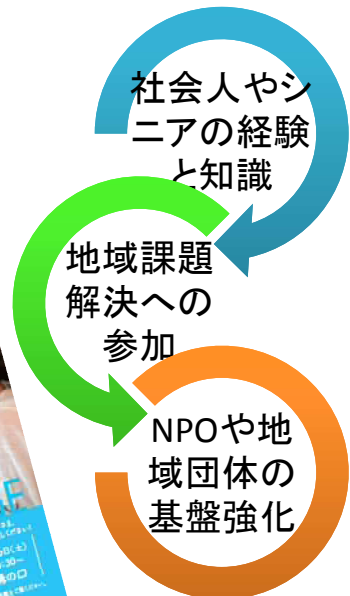 社会人やシ
ニアの経験
と知識
地域課題
解決への
参加
NPOや地
域団体の
基盤強化